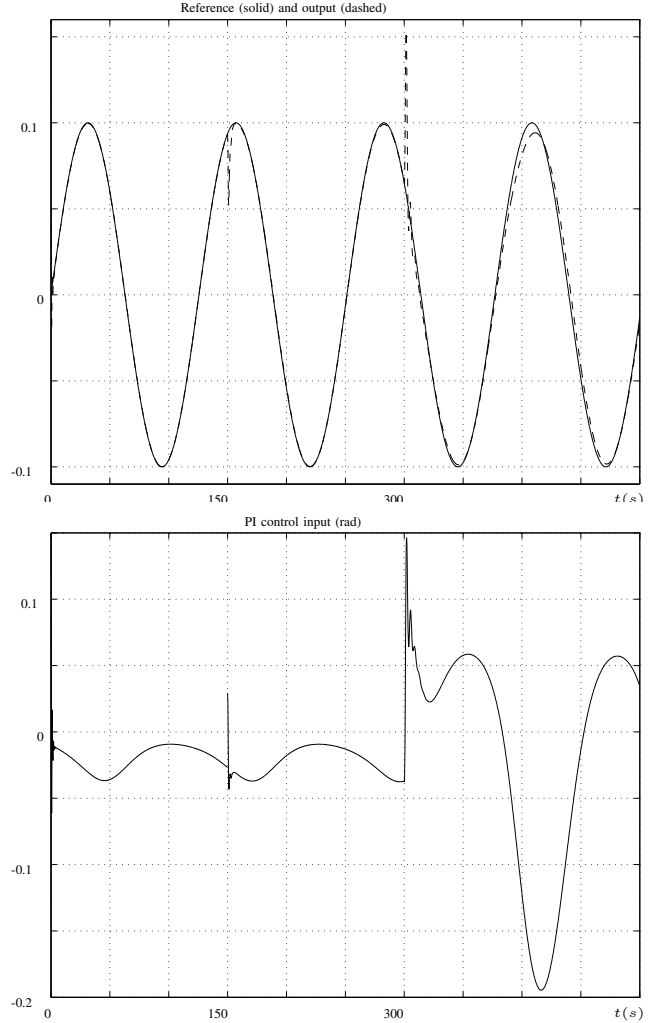 Reference (solid) and output (dashed)
0.1
0
-0.1
0 150 300 t(s)
PI control input (rad)
0.1
0
-0.1
-0.2
0 150 300 t(s)